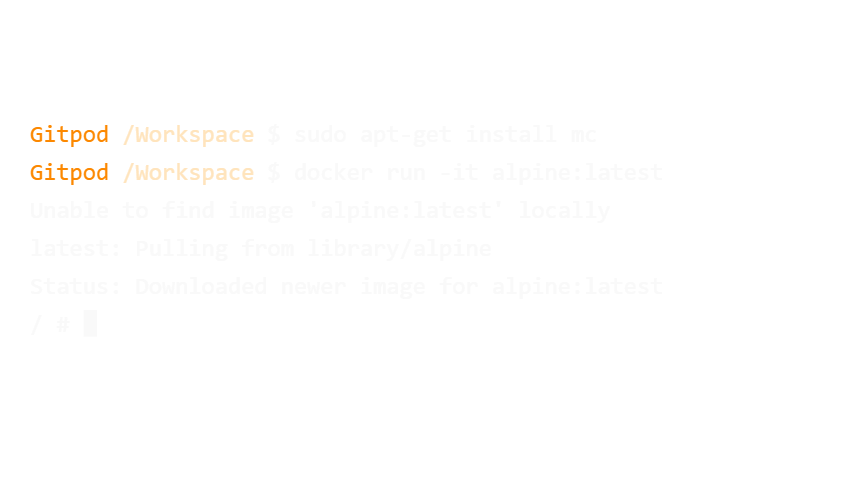 Gitpod /Workspace $ sudo apt-get install mc
Gitpod /Workspace $ docker run -it alpine:latest
Unable to find image 'alpine:latest' locally
latest: Pulling from library/alpine
Status: Downloaded newer image for alpine:latest
/ #